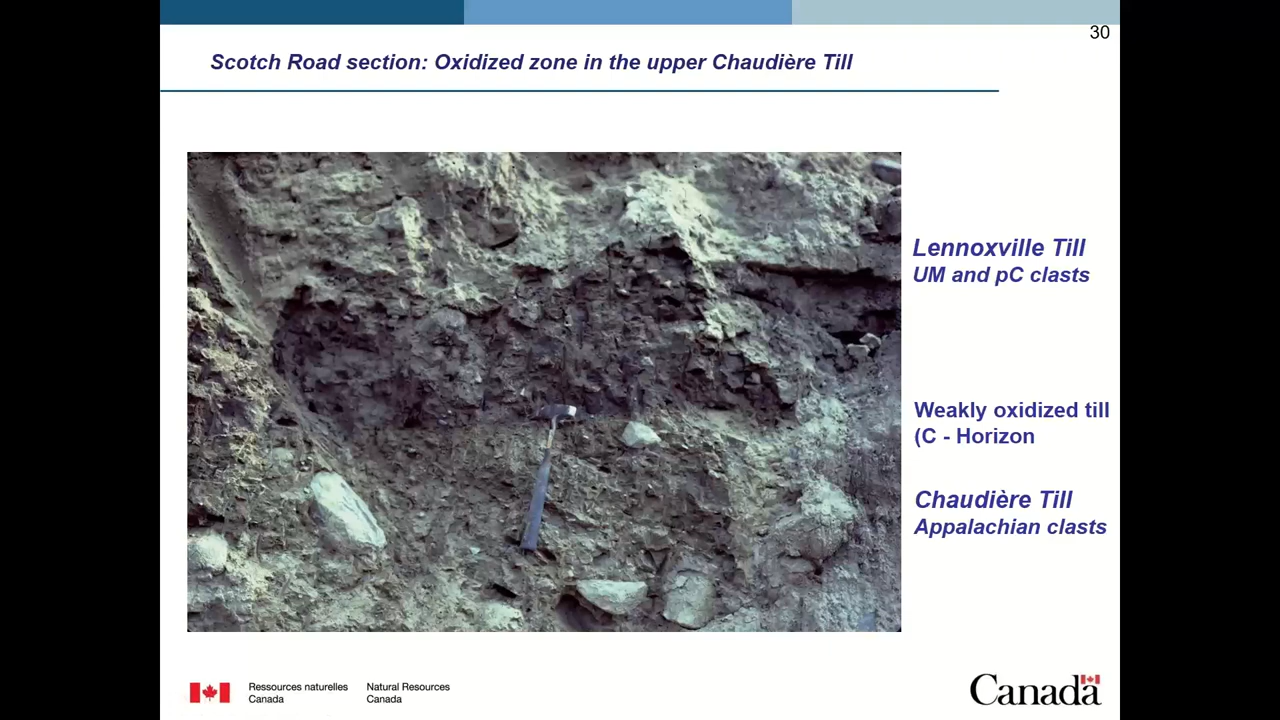 30
Scotch Road section: Oxidized zone in the upper Chaudière Till
Lennoxville Till
UM and pC clasts
Weakly oxidized till
(C - Horizon
Chaudière Till
Appalachian clasts
Ressources naturelles
Canada
Natural Resources
Canada
Canada